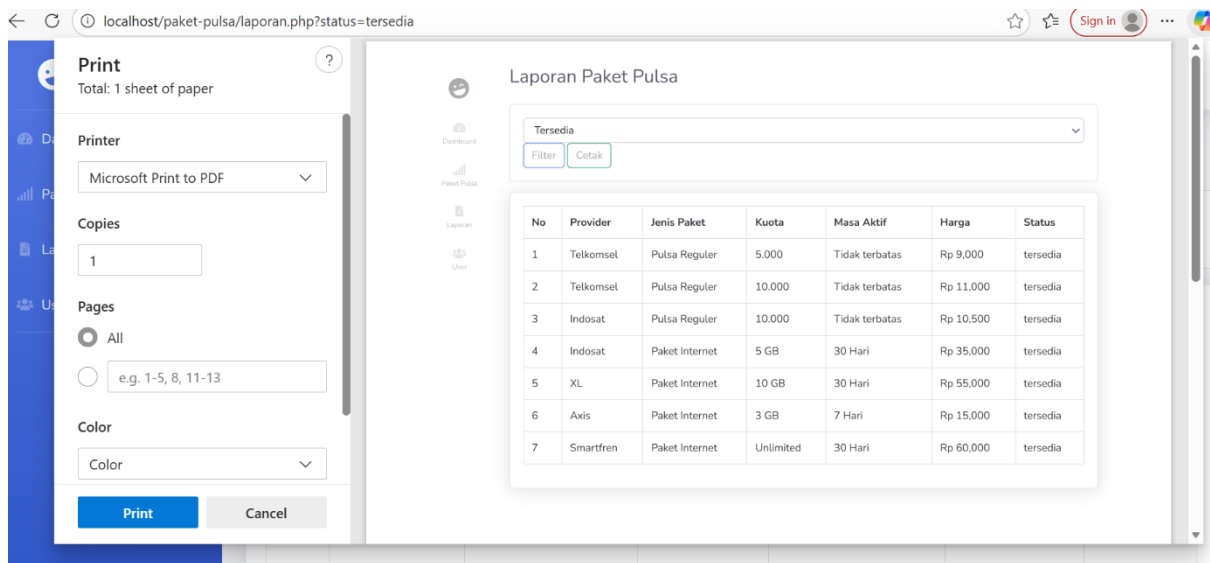 localhost/paket-pulsa/laporan.php?status=tersedia
Sign in
Da
Pa
La
Us
Print
?
Total: 1 sheet of paper
Printer
Microsoft Print to PDF
Copies
1
Pages
All
e.g. 1-5, 8, 11-13
Color
Color
Print Cancel
Dashboard
Paket Pulsa
Laporan
User
Laporan Paket Pulsa
Tersedia
Filter Cetak
No Provider Jenis Paket Kuota Masa Aktif Harga Status
1 Telkomsel Pulsa Reguler 5.000 Tidak terbatas Rp 9,000 tersedia
2 Telkomsel Pulsa Reguler 10.000 Tidak terbatas Rp 11,000 tersedia
3 Indosat Pulsa Reguler 10.000 Tidak terbatas Rp 10,500 tersedia
4 Indosat Paket Internet 5 GB 30 Hari Rp 35,000 tersedia
5 XL Paket Internet 10 GB 30 Hari Rp 55,000 tersedia
6 Axis Paket Internet 3 GB 7 Hari Rp 15,000 tersedia
7 Smartfren Paket Internet Unlimited 30 Hari Rp 60,000 tersedia